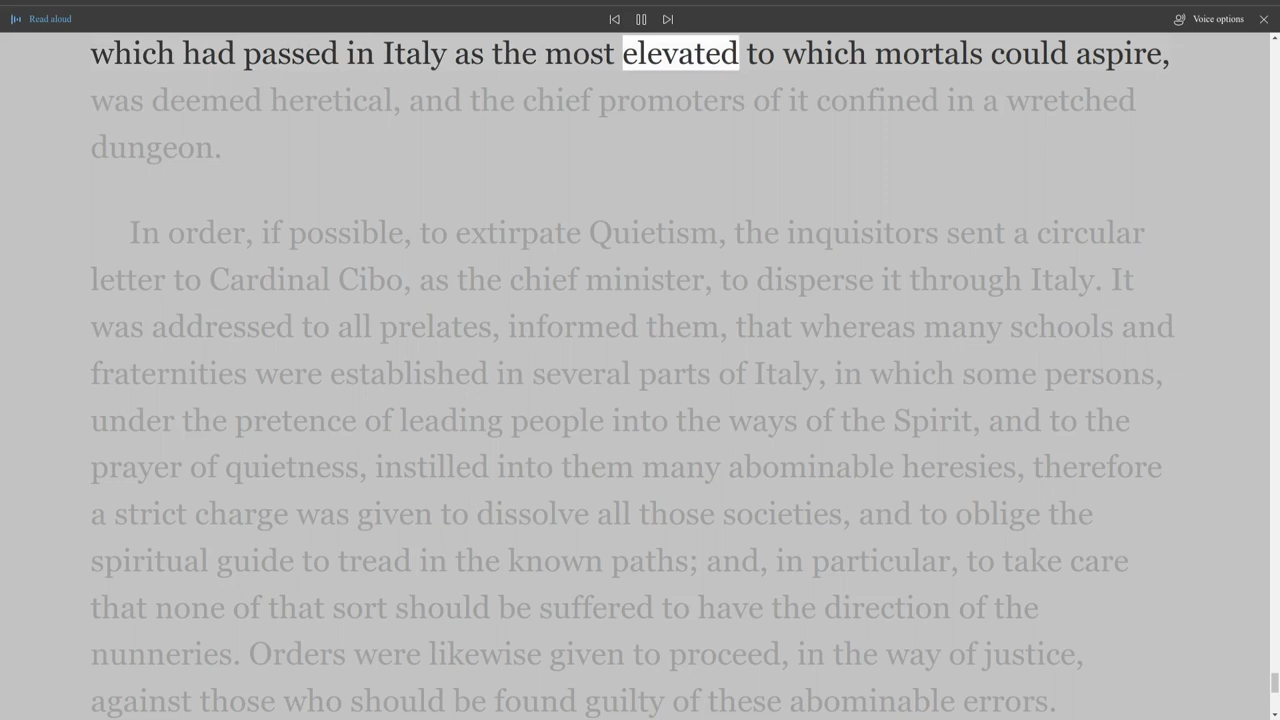 Read aloud
Voice options
which had passed in Italy as the most elevated to which mortals could aspire,
was deemed heretical, and the chief promoters of it confined in a wretched
dungeon.
In order, if possible, to extirpate Quietism, the inquisitors sent a circular
letter to Cardinal Cibo, as the chief minister, to disperse it through Italy. It
was addressed to all prelates, informed them, that whereas many schools and
fraternities were established in several parts of Italy, in which some persons,
under the pretence of leading people into the ways of the Spirit, and to the
prayer of quietness, instilled into them many abominable heresies, therefore
a strict charge was given to dissolve all those societies, and to oblige the
spiritual guide to tread in the known paths; and, in particular, to take care
that none of that sort should be suffered to have the direction of the
nunneries. Orders were likewise given to proceed, in the way of justice,
against those who should be found guilty of these abominable errors.